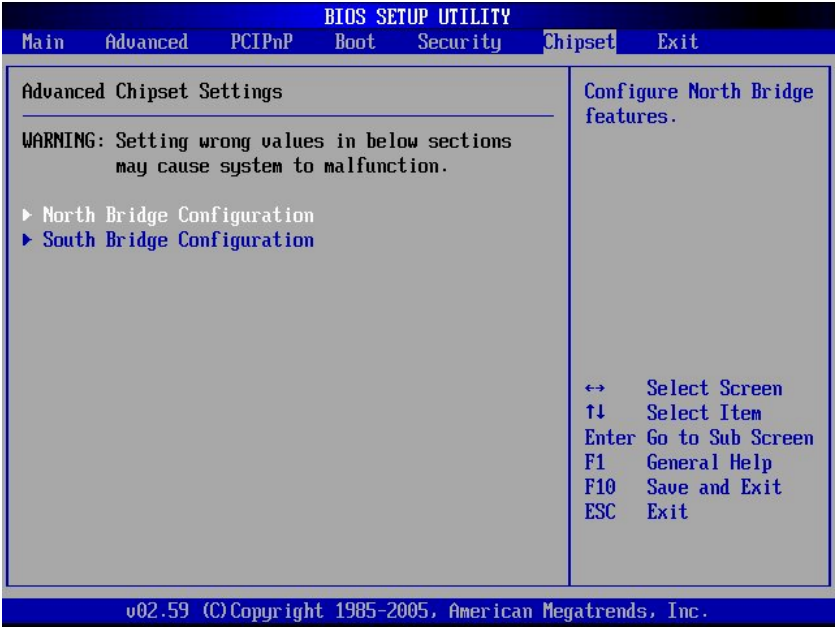 BIOS SETUP UTILITY
Main Advanced PCIPnP Boot Security Chipset Exit
Advanced Chipset Settings
WARNING: Setting wrong values in below sections
may cause system to malfunction.
▶ North Bridge Configuration
▶ South Bridge Configuration
Configure North Bridge
features.
↔ Select Screen
↑↓ Select Item
Enter Go to Sub Screen
F1 General Help
F10 Save and Exit
ESC Exit
v02.59 (C)Copyright 1985-2005, American Megatrends, Inc.